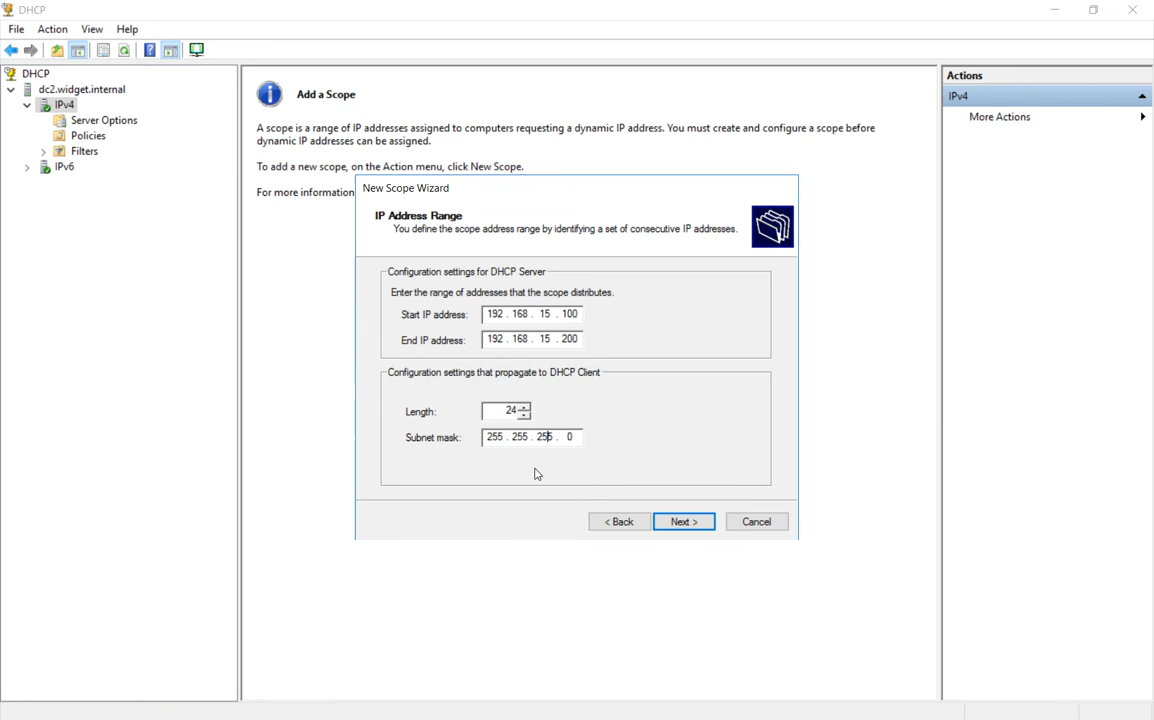 DHCP
File Action View Help
DHCP
dc2.widget.internal
IPv4
Server Options
Policies
Filters
IPv6
Add a Scope
A scope is a range of IP addresses assigned to computers requesting a dynamic IP address. You must create and configure a scope before
dynamic IP addresses can be assigned.
To add a new scope, on the Action menu, click New Scope.
For more information
New Scope Wizard
IP Address Range
You define the scope address range by identifying a set of consecutive IP addresses.
Configuration settings for DHCP Server
Enter the range of addresses that the scope distributes.
Start IP address: 192 . 168 . 15 . 100
End IP address: 192 . 168 . 15 . 200
Configuration settings that propagate to DHCP Client
Length: 24
Subnet mask: 255 . 255 . 255 . 0
< Back Next > Cancel
Actions
IPv4
More Actions